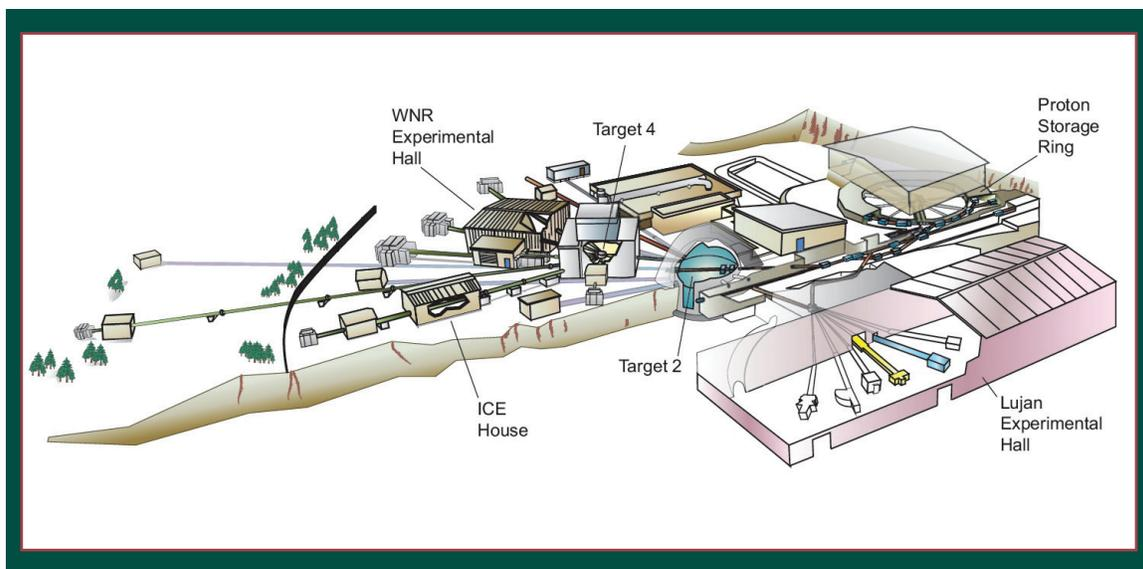 WNR
Experimental
Hall
Target 4
Proton
Storage
Ring
Target 2
ICE
House
Lujan
Experimental
Hall